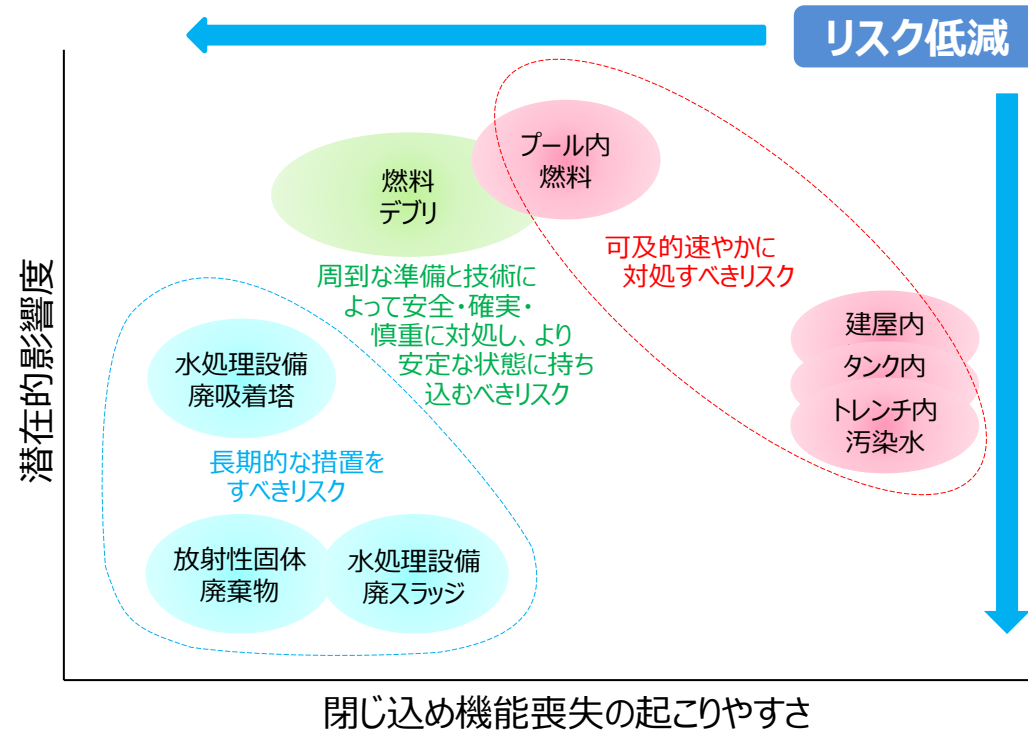 リスク低減
プール内
燃料
燃料
デブリ
可及的速やかに
対処すべきリスク
周到な準備と技術に
よって安全・確実・
慎重に対処し、より
安定な状態に持ち
込むべきリスク
建屋内
タンク内
トレンチ内
汚染水
水処理設備
廃吸着塔
長期的な措置を
すべきリスク
放射性固体
廃棄物
水処理設備
廃スラッジ
潜在的影響度
閉じ込め機能喪失の起こりやすさ